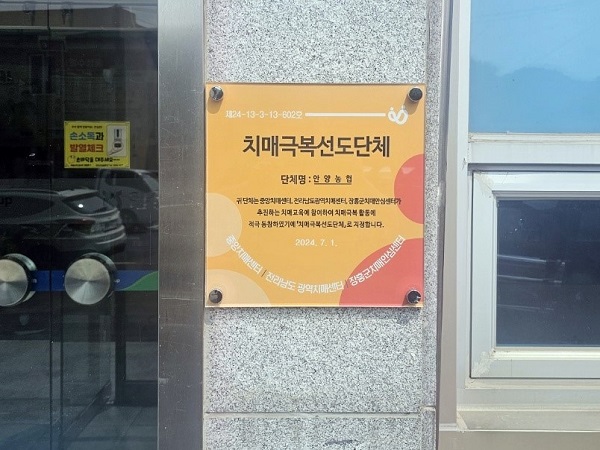 제24-13-3-13-802호
치매극복선도단체
단체명 : 안양농협
귀 단체는 중앙치매센터, 전라남도광역치매센터, 장흥군치매안심센터가
추진하는 치매교육에 참여하여 치매극복 활동에
적극 동참하였기에 「치매극복선도단체」로 지정합니다.
2024. 7. 1.
중앙치매센터 / 전라남도 광역치매센터 / 장흥군치매안심센터
손소독과
발열체크